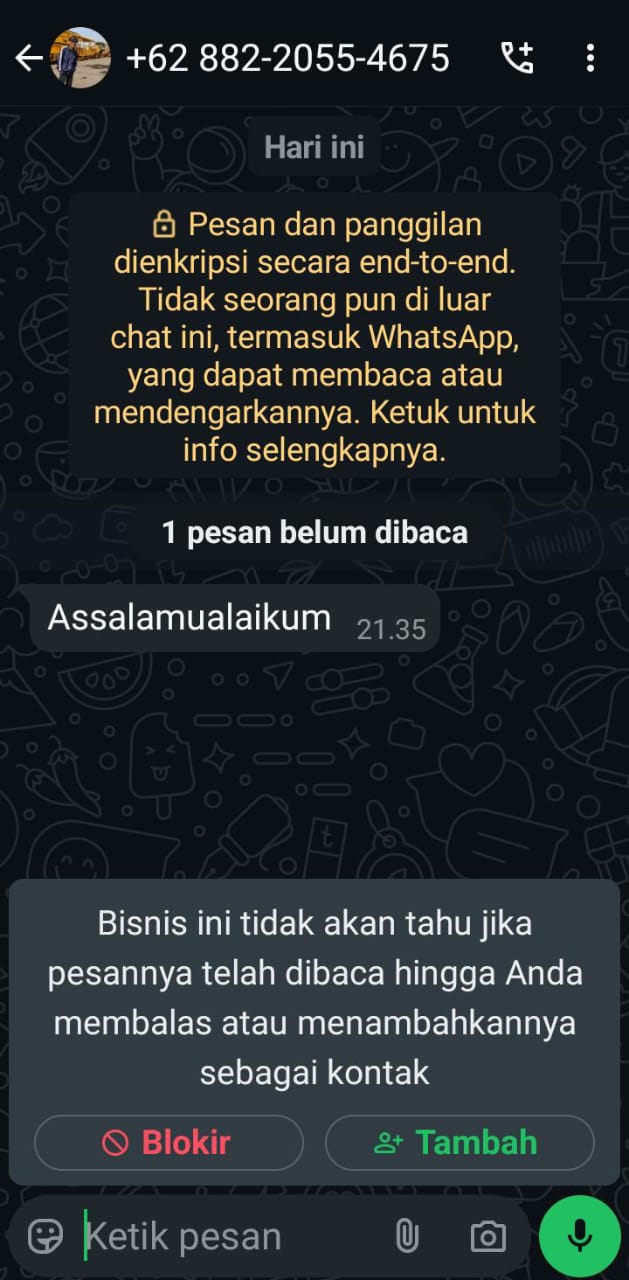 +62 882-2055-4675
Hari ini
Pesan dan panggilan
dienkripsi secara end-to-end.
Tidak seorang pun di luar
chat ini, termasuk WhatsApp,
yang dapat membaca atau
mendengarkannya. Ketuk untuk
info selengkapnya.
1 pesan belum dibaca
Assalamualaikum 21.35
Bisnis ini tidak akan tahu jika
pesannya telah dibaca hingga Anda
membalas atau menambahkannya
sebagai kontak
Blokir Tambah
Ketik pesan